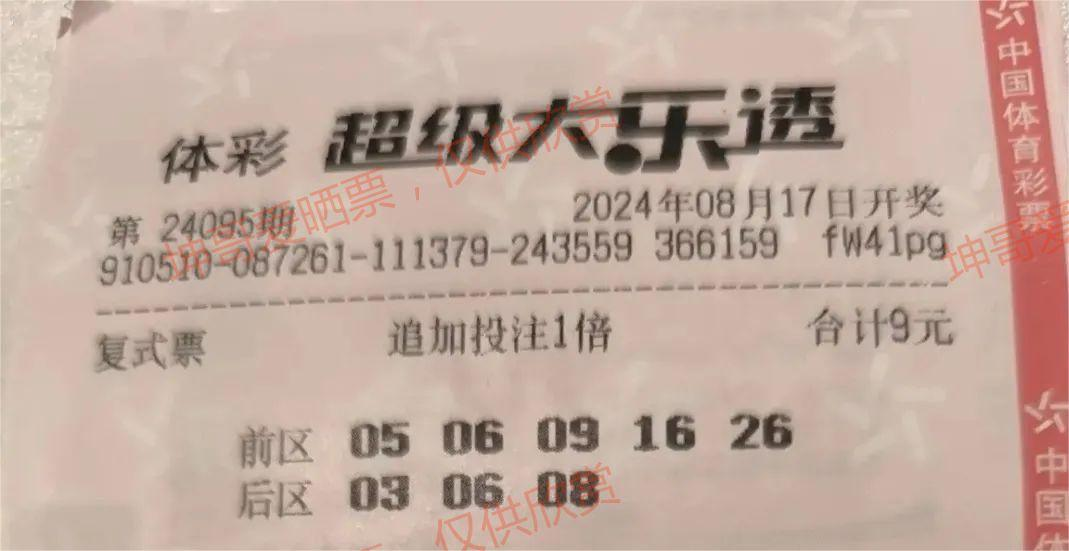 体彩 超级大乐透
第 24095期 2024年08月17日开奖
910510-087261-111379-243559 366159 fW41pg
复式票 追加投注1倍 合计9元
前区 05 06 09 16 26
后区 03 06 08
中国体育彩票
中国体
坤哥爱晒票，仅供欣赏
坤哥爱
仅供欣赏